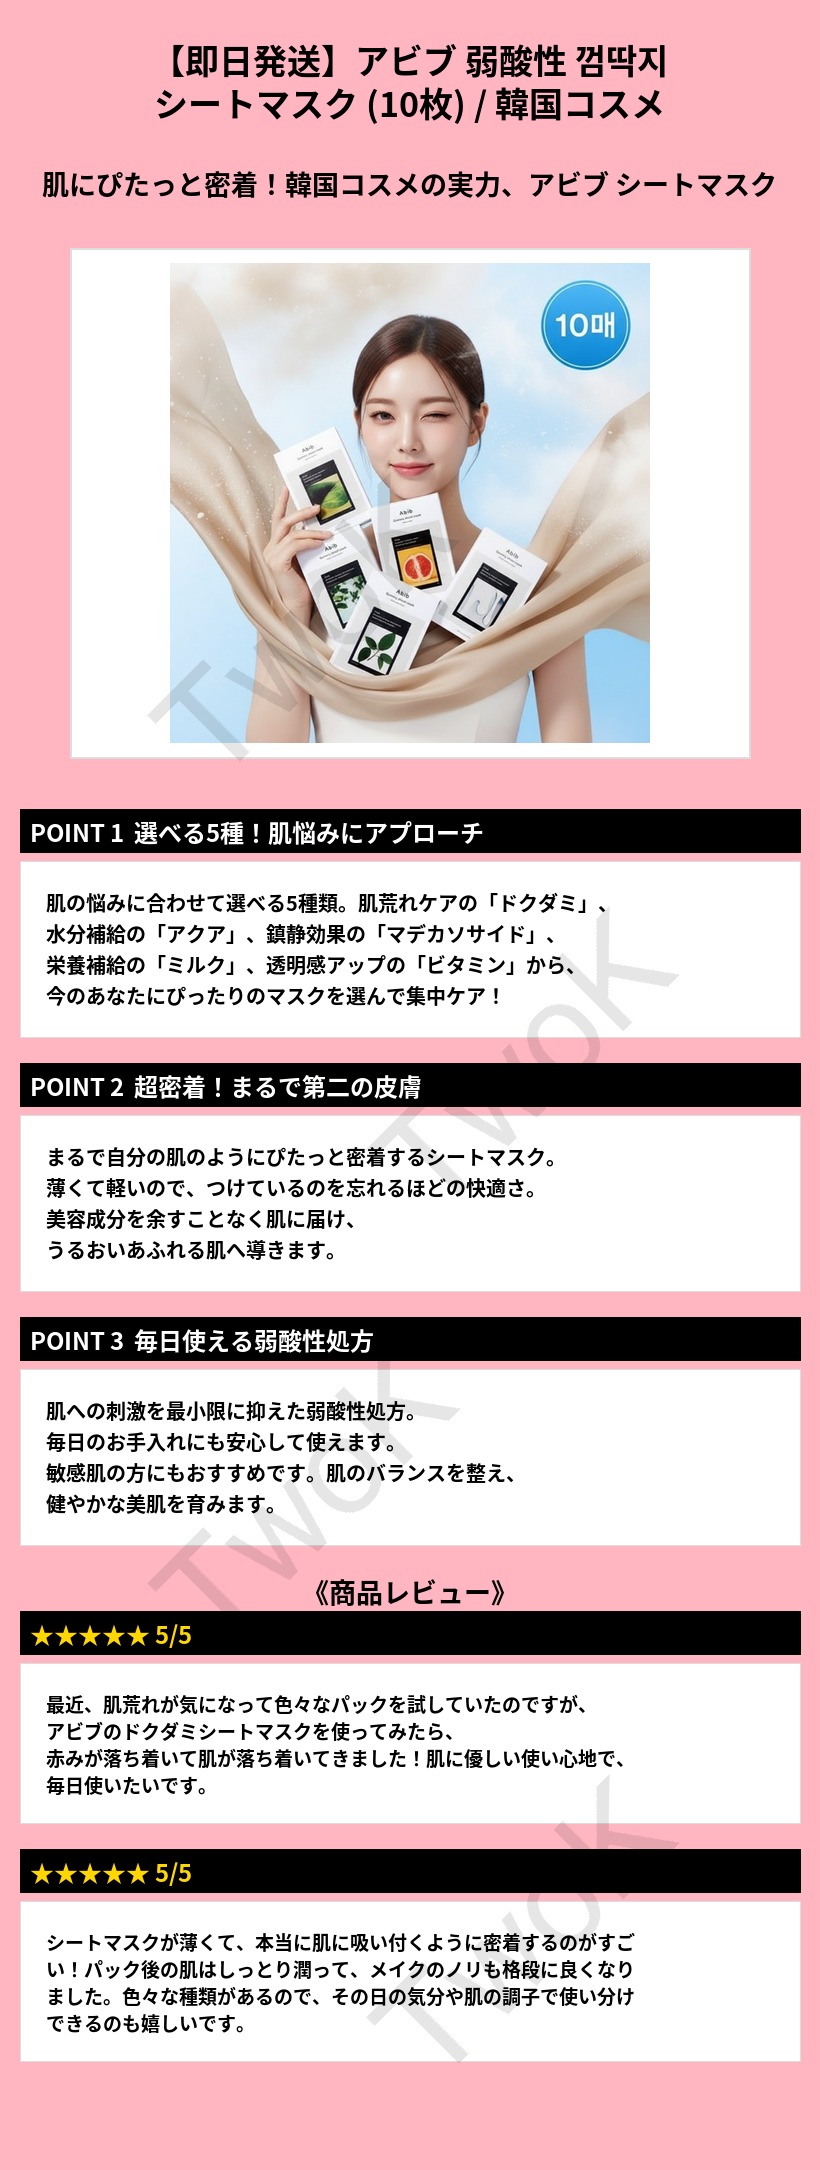 【即日発送】アビブ 弱酸性 껌딱지
シートマスク (10枚) / 韓国コスメ
肌にぴたっと密着！韓国コスメの実力、アビブ シートマスク
10매
Abib
Abib
Abib
Abib
Abib
POINT 1 選べる5種！肌悩みにアプローチ
肌の悩みに合わせて選べる5種類。肌荒れケアの「ドクダミ」、
水分補給の「アクア」、鎮静効果の「マデカソサイド」、
栄養補給の「ミルク」、透明感アップの「ビタミン」から、
今のあなたにぴったりのマスクを選んで集中ケア！
POINT 2 超密着！まるで第二の皮膚
まるで自分の肌のようにぴたっと密着するシートマスク。
薄くて軽いので、つけているのを忘れるほどの快適さ。
美容成分を余すことなく肌に届け、
うるおいあふれる肌へ導きます。
POINT 3 毎日使える弱酸性処方
肌への刺激を最小限に抑えた弱酸性処方。
毎日のお手入れにも安心して使えます。
敏感肌の方にもおすすめです。肌のバランスを整え、
健やかな美肌を育みます。
《商品レビュー》
★★★★★ 5/5
最近、肌荒れが気になって色々なパックを試していたのですが、
アビブのドクダミシートマスクを使ってみたら、
赤みが落ち着いて肌が落ち着いてきました！肌に優しい使い心地で、
毎日使いたいです。
★★★★★ 5/5
シートマスクが薄くて、本当に肌に吸い付くように密着するのがすご
い！パック後の肌はしっとり潤って、メイクのノリも格段に良くなり
ました。色々な種類があるので、その日の気分や肌の調子で使い分け
できるのも嬉しいです。
TwoK
TwoK
TwoK
TwoK